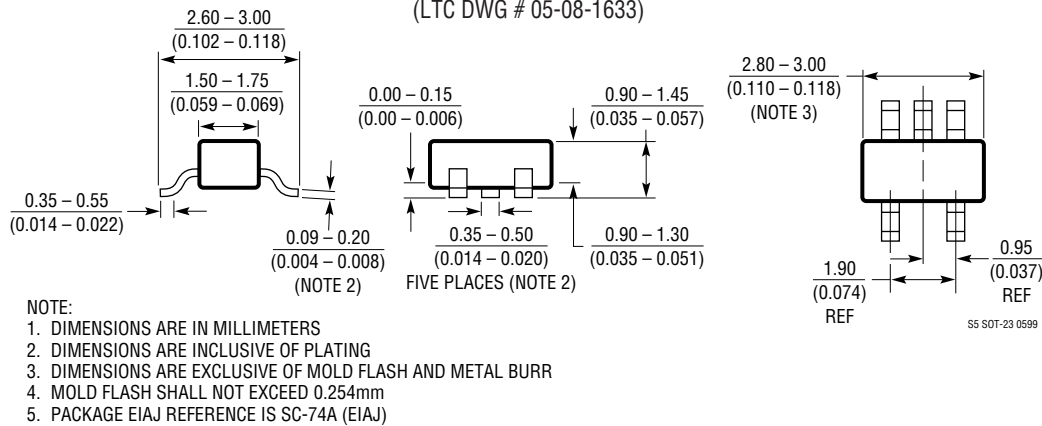 (LTC DWG # 05-08-1633)
2.60 – 3.00
(0.102 – 0.118)
1.50 – 1.75
(0.059 – 0.069)
0.35 – 0.55
(0.014 – 0.022)
0.09 – 0.20
(0.004 – 0.008)
(NOTE 2)
0.00 – 0.15
(0.00 – 0.006)
0.90 – 1.45
(0.035 – 0.057)
0.35 – 0.50
(0.014 – 0.020)
FIVE PLACES (NOTE 2)
0.90 – 1.30
(0.035 – 0.051)
2.80 – 3.00
(0.110 – 0.118)
(NOTE 3)
1.90
(0.074)
REF
0.95
(0.037)
REF
S5 SOT-23 0599
NOTE:
1. DIMENSIONS ARE IN MILLIMETERS
2. DIMENSIONS ARE INCLUSIVE OF PLATING
3. DIMENSIONS ARE EXCLUSIVE OF MOLD FLASH AND METAL BURR
4. MOLD FLASH SHALL NOT EXCEED 0.254mm
5. PACKAGE EIAJ REFERENCE IS SC-74A (EIAJ)